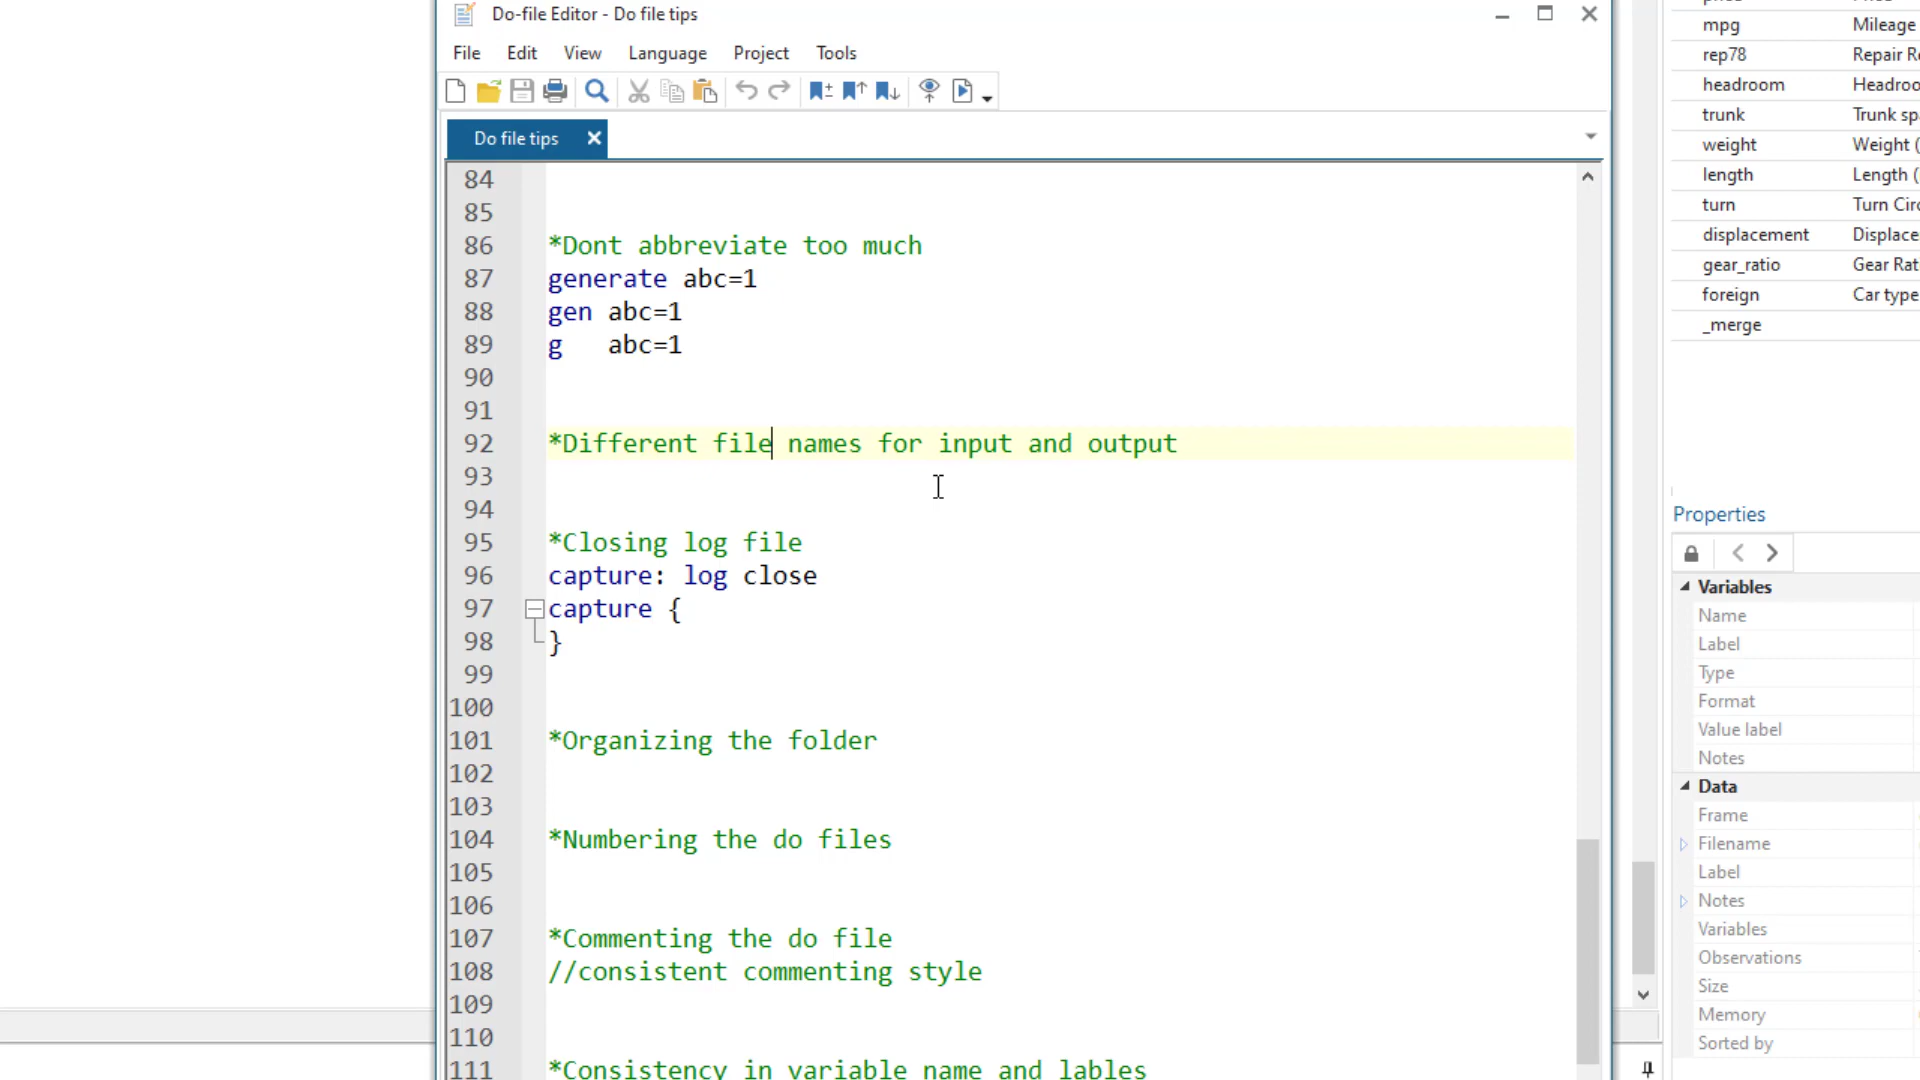 Do-file Editor - Do file tips
File Edit View Language Project Tools
Do file tips
84
85
86 *Dont abbreviate too much
87 generate abc=1
88 gen abc=1
89 g   abc=1
90
91
92 *Different file names for input and output
93
94
95 *Closing log file
96 capture: log close
97 capture {
98 }
99
100
101 *Organizing the folder
102
103
104 *Numbering the do files
105
106
107 *Commenting the do file
108 //consistent commenting style
109
110
111 *Consistency in variable name and lables
mpg Mileage
rep78 Repair R
headroom Headroo
trunk Trunk sp
weight Weight (
length Length (
turn Turn Circ
displacement Displace
gear_ratio Gear Rat
foreign Car type
_merge
Properties
Variables
Name
Label
Type
Format
Value label
Notes
Data
Frame
Filename
Label
Notes
Variables
Observations
Size
Memory
Sorted by